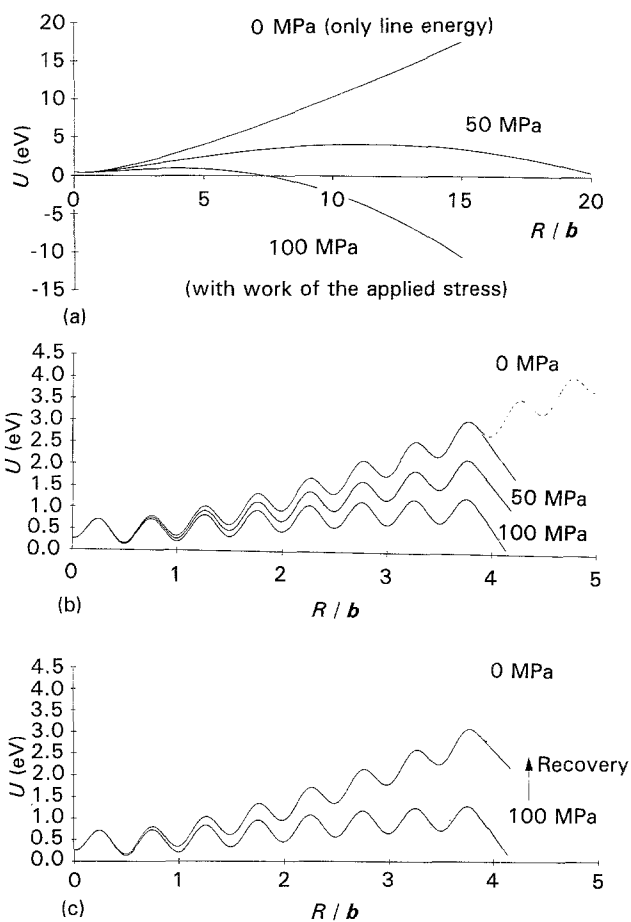 20
0 MPa (only line energy)
15
10
50 MPa
5
0
U (eV)
0
5
10
15
20
-5
R / b
-10
100 MPa
-15
(with work of the applied stress)
(a)
4.5
4.0
0 MPa
3.5
3.0
2.5
2.0
1.5
1.0
0.5
0.0
U (eV)
50 MPa
100 MPa
0
1
2
3
4
5
(b)
R / b
4.5
0 MPa
4.0
3.5
3.0
2.5
2.0
1.5
1.0
0.5
0.0
U (eV)
Recovery
100 MPa
0
1
2
3
4
5
(c)
R / b